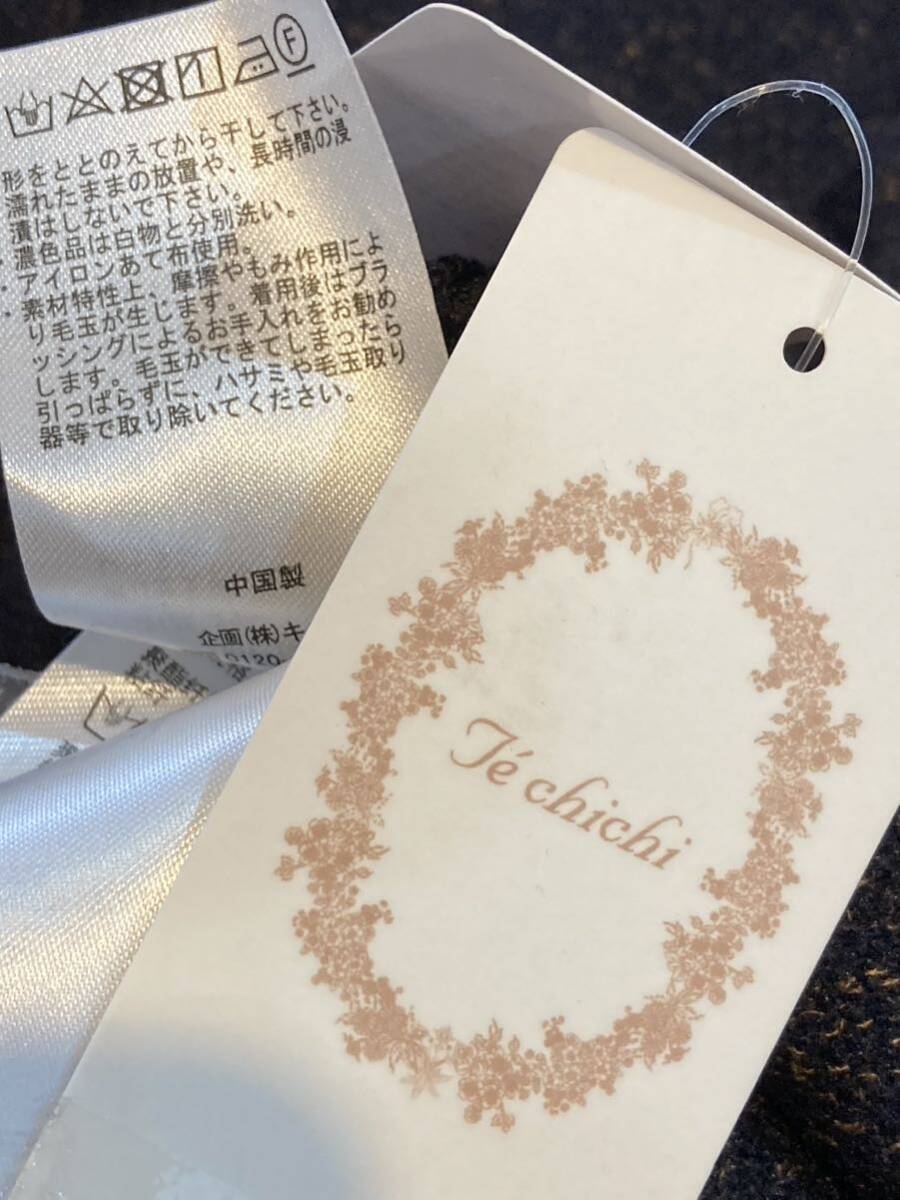 F
形をととのえてから干して下さい。
濡れたままの放置や、長時間の浸
漬はしないで下さい。
・濃色品は白物と分別洗い。
・アイロンあて布使用。
・素材特性上、摩擦やもみ作用によ
り毛玉が生じます。着用後はブラ
ッシングによるお手入れをお勧め
します。毛玉ができてしまったら
引っぱらずに、ハサミや毛玉取り
器等で取り除いてください。
中国製
企画(株)キ
0120-
Té chichi